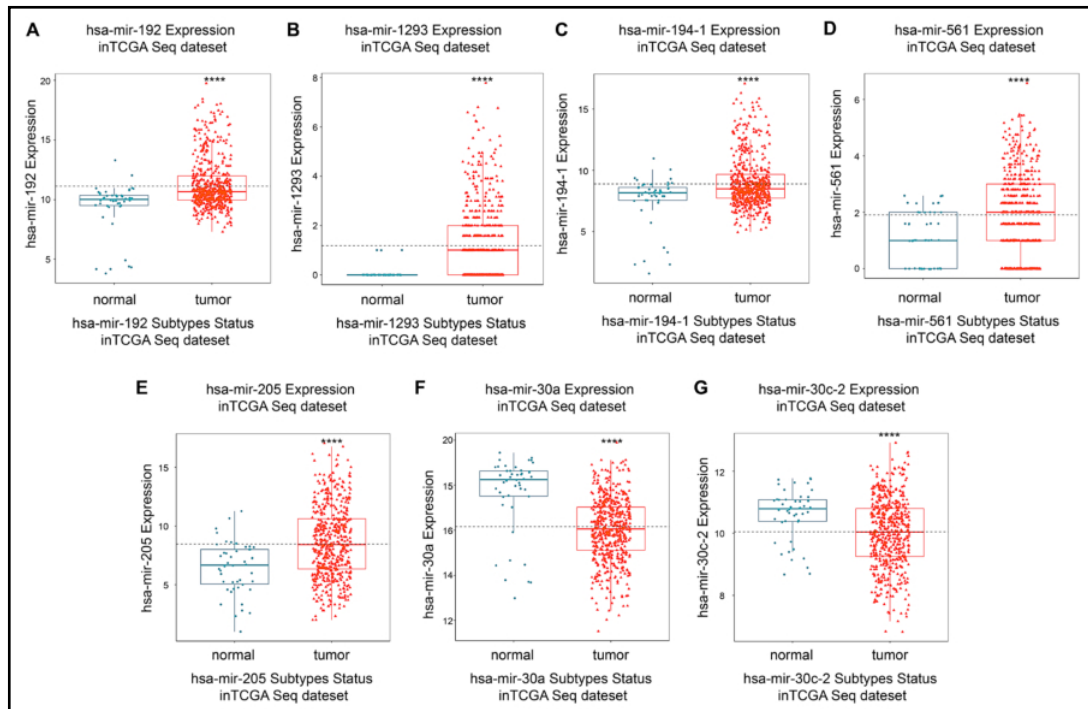 A
hsa-mir-192 Expression
inTCGA Seq dateset
hsa-mir-192 Expression
20
15
10
5
****
normal
tumor
hsa-mir-192 Subtypes Status
inTCGA Seq dataset
B
hsa-mir-1293 Expression
inTCGA Seq dateset
hsa-mir-1293 Expression
8
6
4
2
0
****
normal
tumor
hsa-mir-1293 Subtypes Status
inTCGA Seq dataset
C
hsa-mir-194-1 Expression
inTCGA Seq dateset
hsa-mir-194-1 Expression
15
10
5
****
normal
tumor
hsa-mir-194-1 Subtypes Status
inTCGA Seq dataset
D
hsa-mir-561 Expression
inTCGA Seq dateset
hsa-mir-561 Expression
6
4
2
0
****
normal
tumor
hsa-mir-561 Subtypes Status
inTCGA Seq dataset
E
hsa-mir-205 Expression
inTCGA Seq dateset
hsa-mir-205 Expression
15
10
5
****
normal
tumor
hsa-mir-205 Subtypes Status
inTCGA Seq dataset
F
hsa-mir-30a Expression
inTCGA Seq dateset
hsa-mir-30a Expression
20
15
16
14
12
****
normal
tumor
hsa-mir-30a Subtypes Status
inTCGA Seq dataset
G
hsa-mir-30c-2 Expression
inTCGA Seq dateset
hsa-mir-30c-2 Expression
12
10
8
****
normal
tumor
hsa-mir-30c-2 Subtypes Status
inTCGA Seq dataset